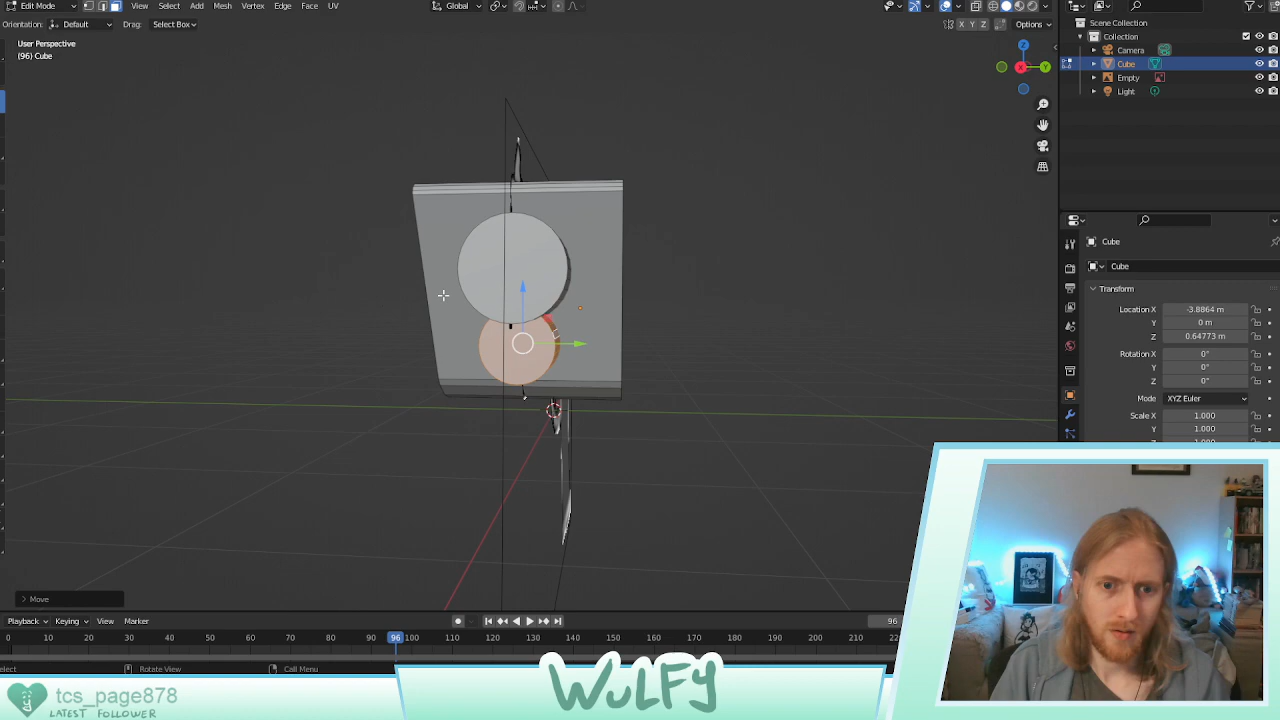 Edit Mode View Select Add Mesh Vertex Edge Face UV Global
Orientation: Default Drag: Select Box X Y Z Options
User Perspective
(96) Cube
Z
X
Y
Scene Collection
Collection
Camera
Cube
Empty
Light
Cube
Cube
Transform
Location X -3.8864 m
Y 0 m
Z 0.64773 m
Rotation X 0°
Y 0°
Z 0°
Mode XYZ Euler
Scale X 1.000
Y 1.000
Move
Playback Keying View Marker 96
0 10 20 30 40 50 60 70 80 90 96 100 110 120 130 140 150 160 170 180 190 200 210
Rotate View Call Menu
tcs_page878
LATEST FOLLOWER
WULFY